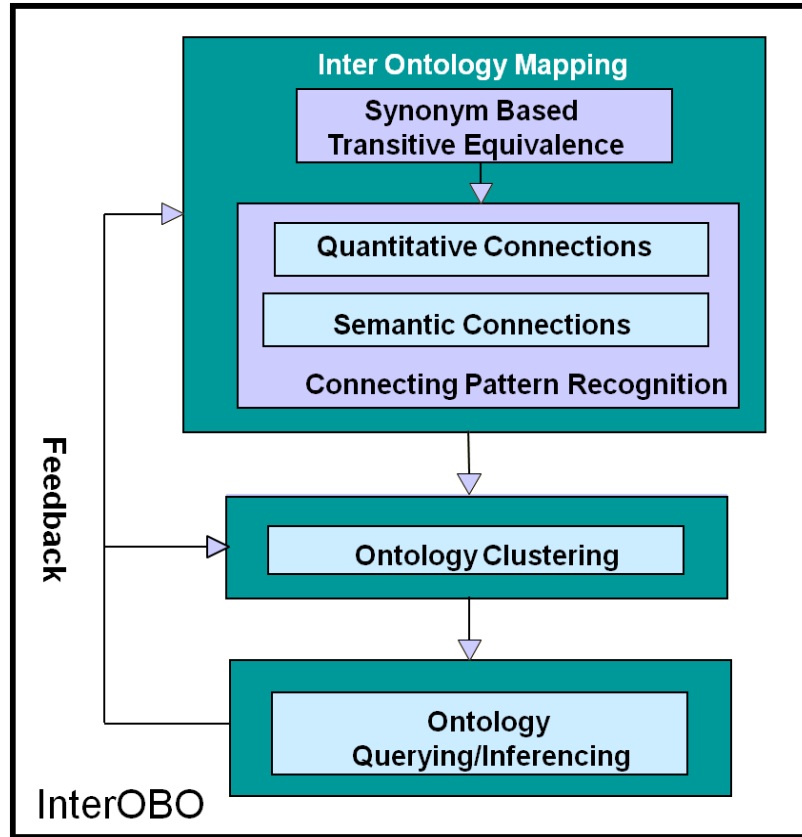 Inter Ontology Mapping
Synonym Based
Transitive Equivalence
Quantitative Connections
Semantic Connections
Connecting Pattern Recognition
Feedback
Ontology Clustering
Ontology
Querying/Inferencing
InterOBO